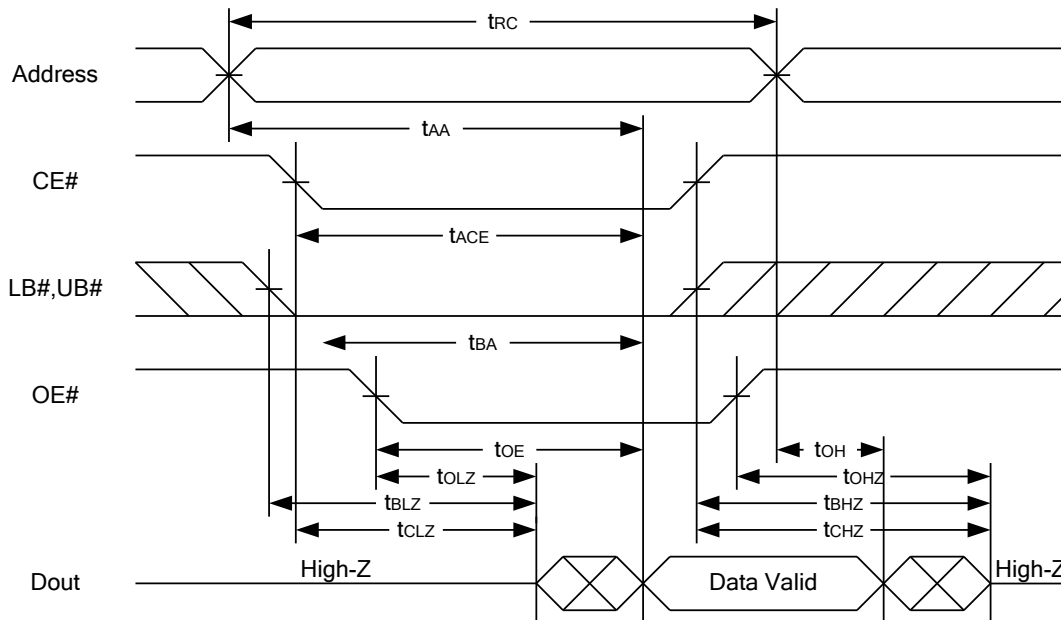 tRC
Address
tAA
CE#
tACE
LB#,UB#
tBA
OE#
tOE
tOH
tOLZ
tOHZ
tBLZ
tBHZ
tCLZ
tCHZ
High-Z
High-Z
Dout
Data Valid